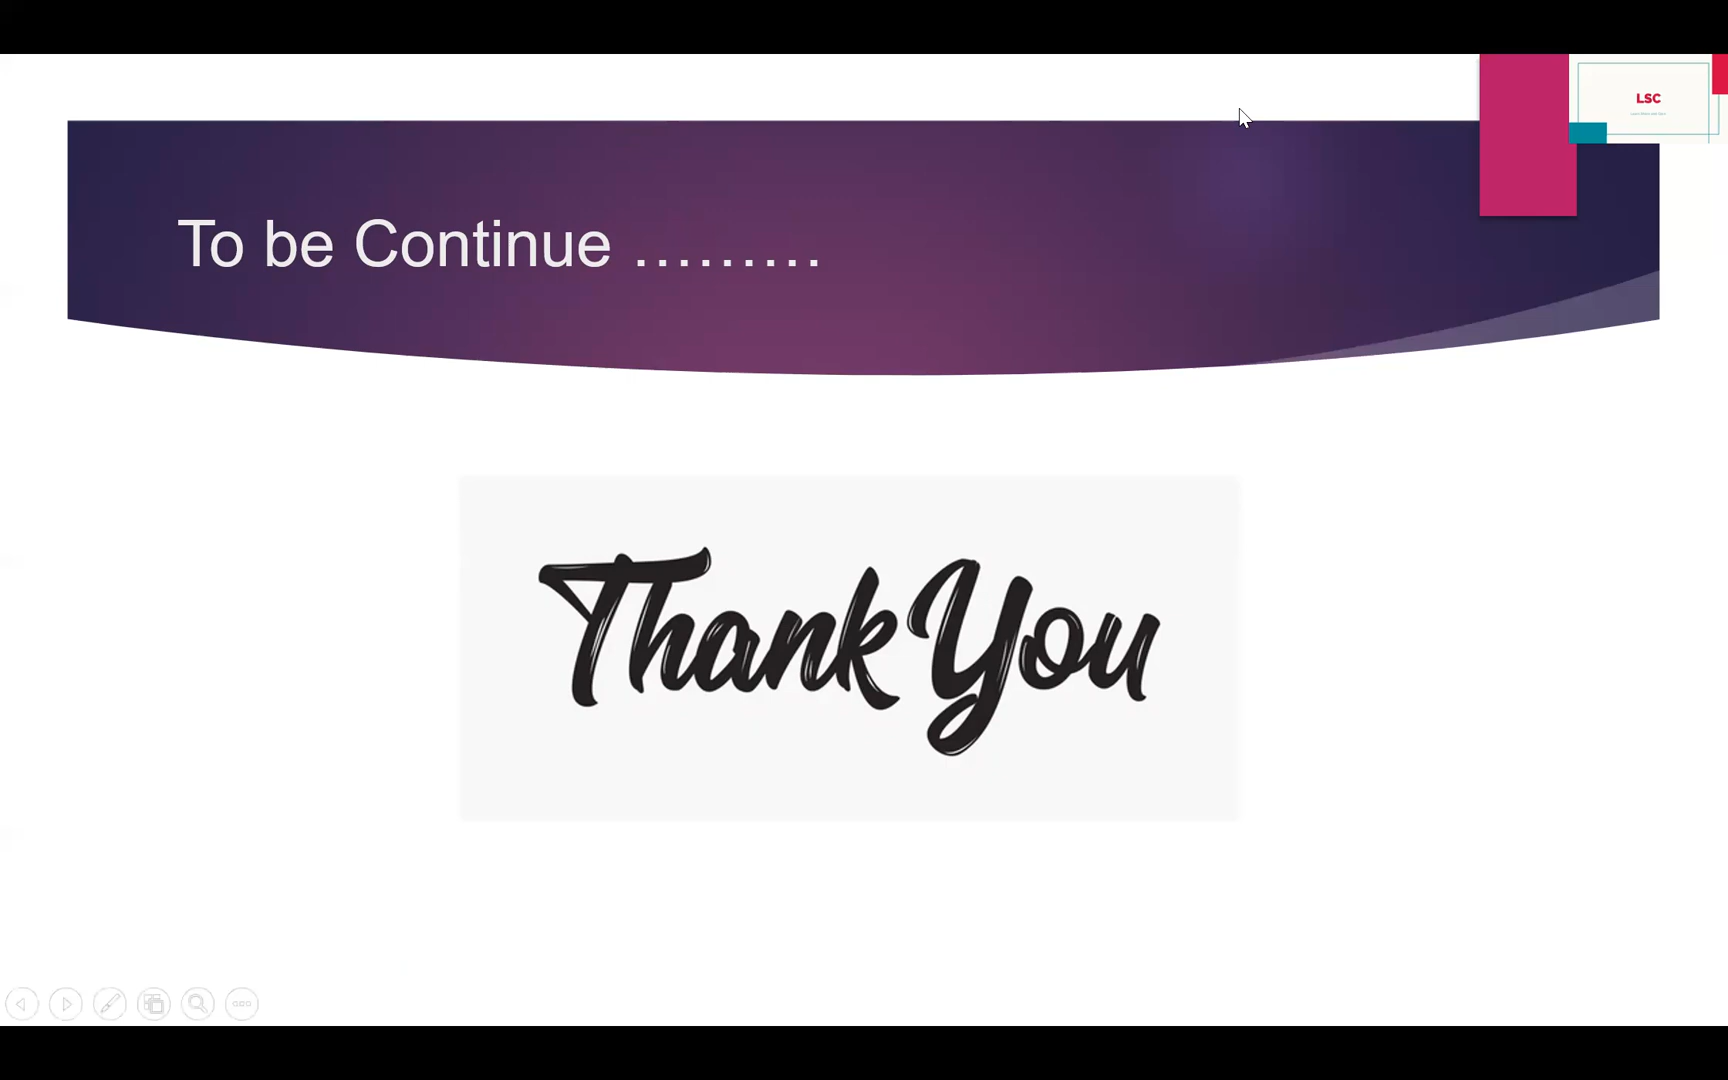 LSC
To be Continue .........
Thank You